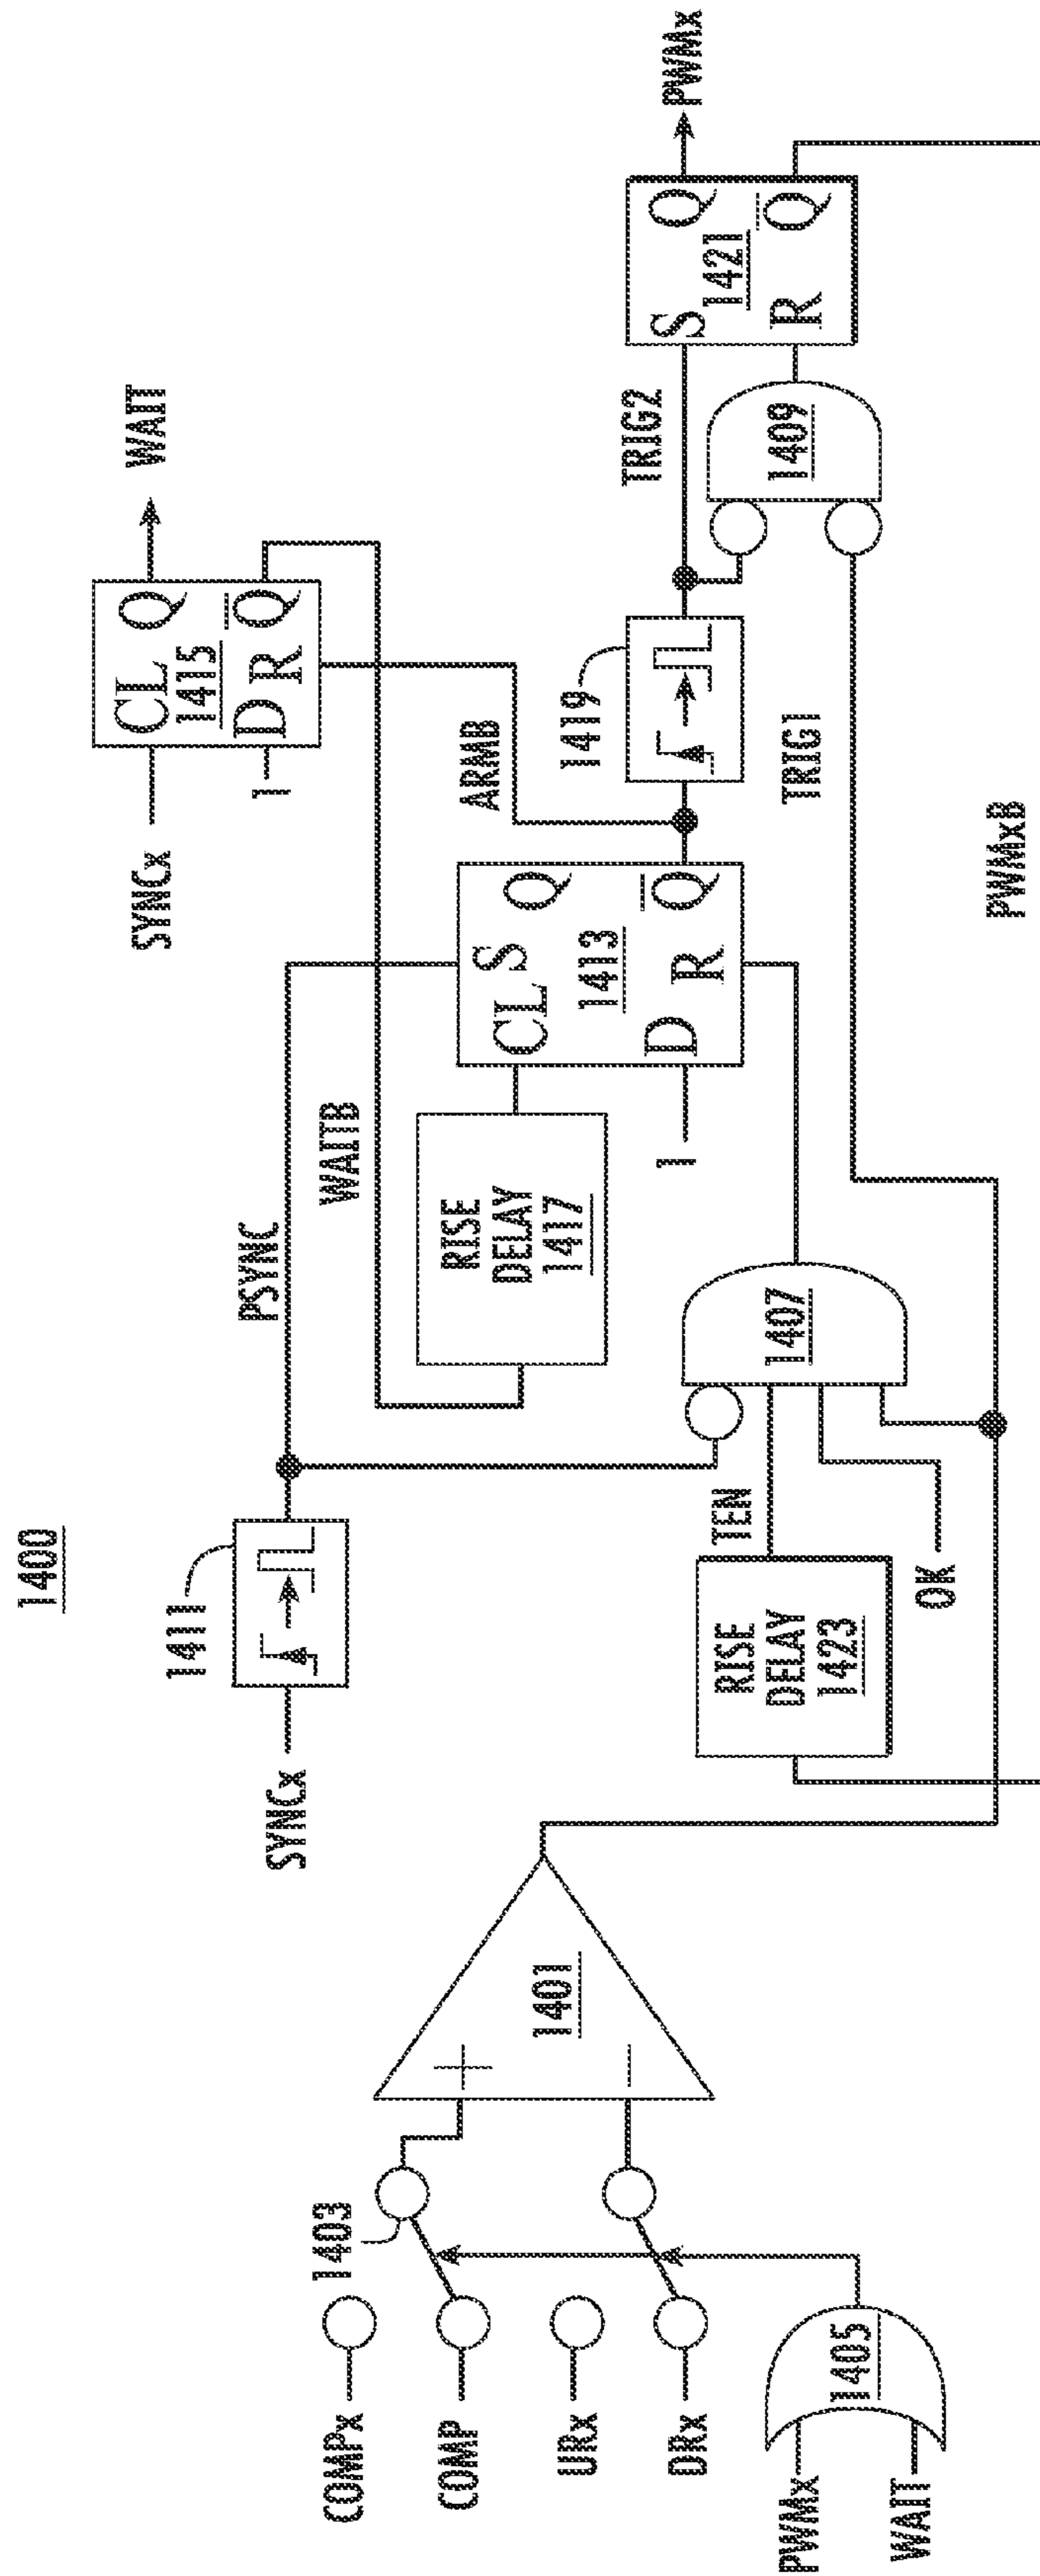 1400
SYNCx
CL
Q
WAIT
1415
1
D
R
Q
1411
PSYNC
SYNCx
WAITB
ARMB
RISE
DELAY
1417
CL
S
Q
1413
1
D
R
Q
1419
TRIG2
S
Q
PWMx
1421
R
Q
1409
TRIG1
COMPx
1403
COMP
+
1401
URx
−
DRx
PWMx
1405
WAIT
RISE
DELAY
1423
TEN
1407
OK
PWMxB